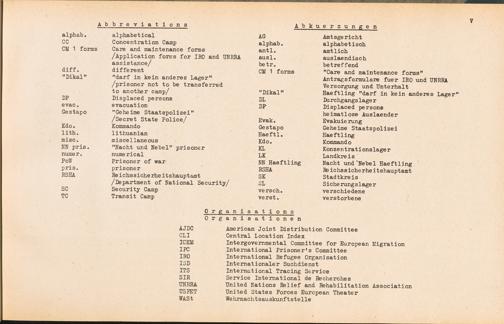 V
Abbreviations
alphab. alphabetical
CC Concentration Camp
CM 1 forms Care and maintenance forms
/Application forms for IRO and UNRRA
assistance/
diff. different
"Dikal" "darf in kein anderes Lager"
/prisoner not to be transferred
to another camp/
DP Displaced persons
evac. evacuation
Gestapo "Geheime Staatspolizei"
/Secret State Police/
Kdo. Kommando
lith. lithuanian
misc. miscellaneous
NN pris. "Nacht und Nebel" prisoner
numer. numerical
PoW Prisoner of war
pris. prisoner
RSHA Reichssicherheitshauptamt
/Department of National Security/
SC Security Camp
TC Transit Camp
Abkuerzungen
AG Amtsgericht
alphab. alphabetisch
amtl. amtlich
ausl. auslaendisch
betr. betreffend
CM 1 forms "Care and maintenance forms"
Antragsformulare fuer IRO und UNRRA
Versorgung und Unterhalt
"Dikal" Haeftling "darf in kein anderes Lager"
DL Durchgangslager
DP Displaced persons
heimatlose Auslaender
Evak. Evakuierung
Gestapo Geheime Staatspolizei
Haeftl. Haeftling
Kdo. Kommando
KL Konzentrationslager
LK Landkreis
NN Haeftling Nacht und Nebel Haeftling
RSHA Reichssicherheitshauptamt
SK Stadtkreis
SL Sicherungslager
versch. verschiedene
verst. verstorbene
Organisations
Organisationen
AJDC American Joint Distribution Committee
CLI Central Location Index
ICEM Intergovernmental Committee for European Migration
IPC International Prisoner's Committee
IRO International Refugee Organisation
ISD Internationaler Suchdienst
ITS International Tracing Service
SIR Service International de Recherches
UNRRA United Nations Relief and Rehabilitation Association
USFET United States Forces European Theater
WASt Wehrmachtsauskunftstelle